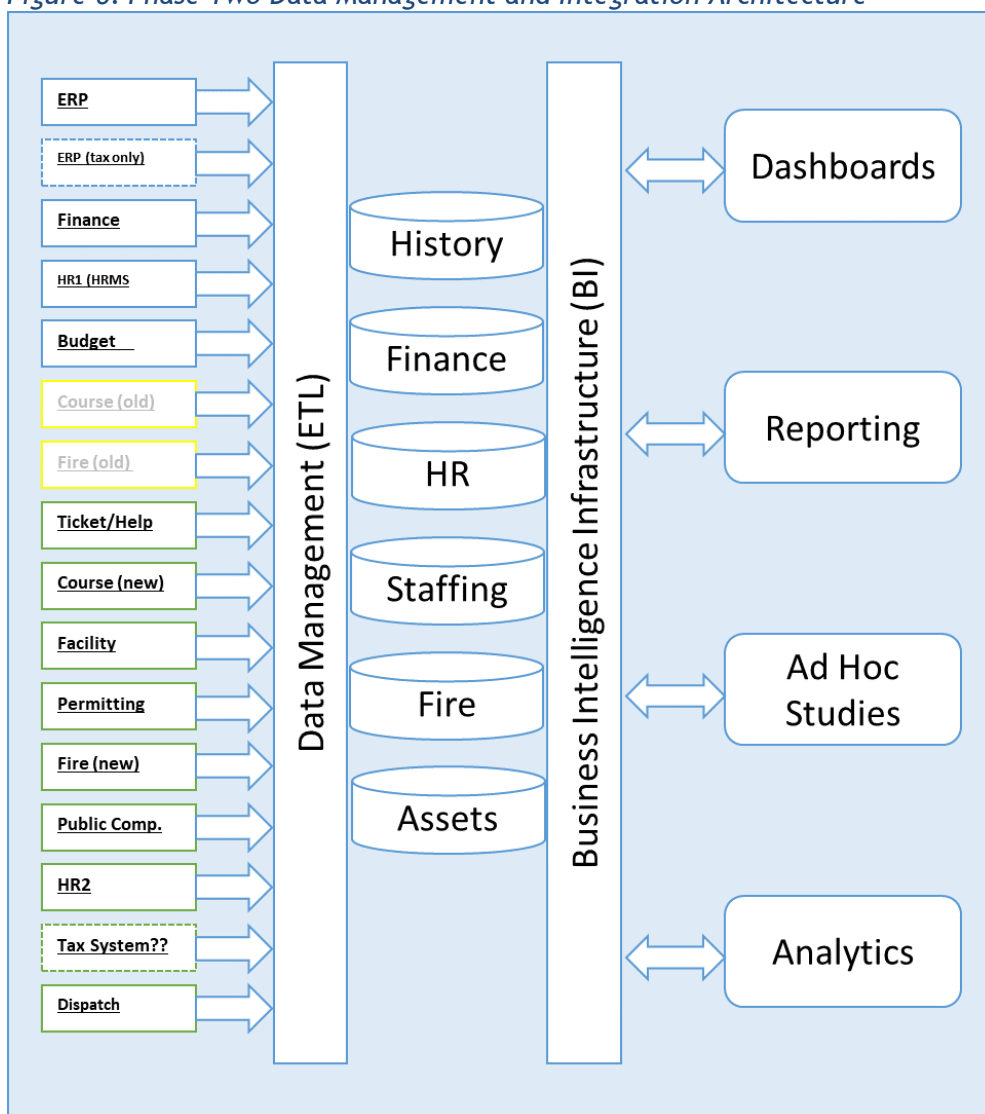 Figure 6: Phase Two Data Management and Integration Architecture
ERP
ERP (tax only)
Finance
HR1 (HRMS
Budget
Course (old)
Fire (old)
Ticket/Help
Course (new)
Facility
Permitting
Fire (new)
Public Comp.
HR2
Tax System??
Dispatch
Data Management (ETL)
History
Finance
HR
Staffing
Fire
Assets
Business Intelligence Infrastructure (BI)
Dashboards
Reporting
Ad Hoc
Studies
Analytics